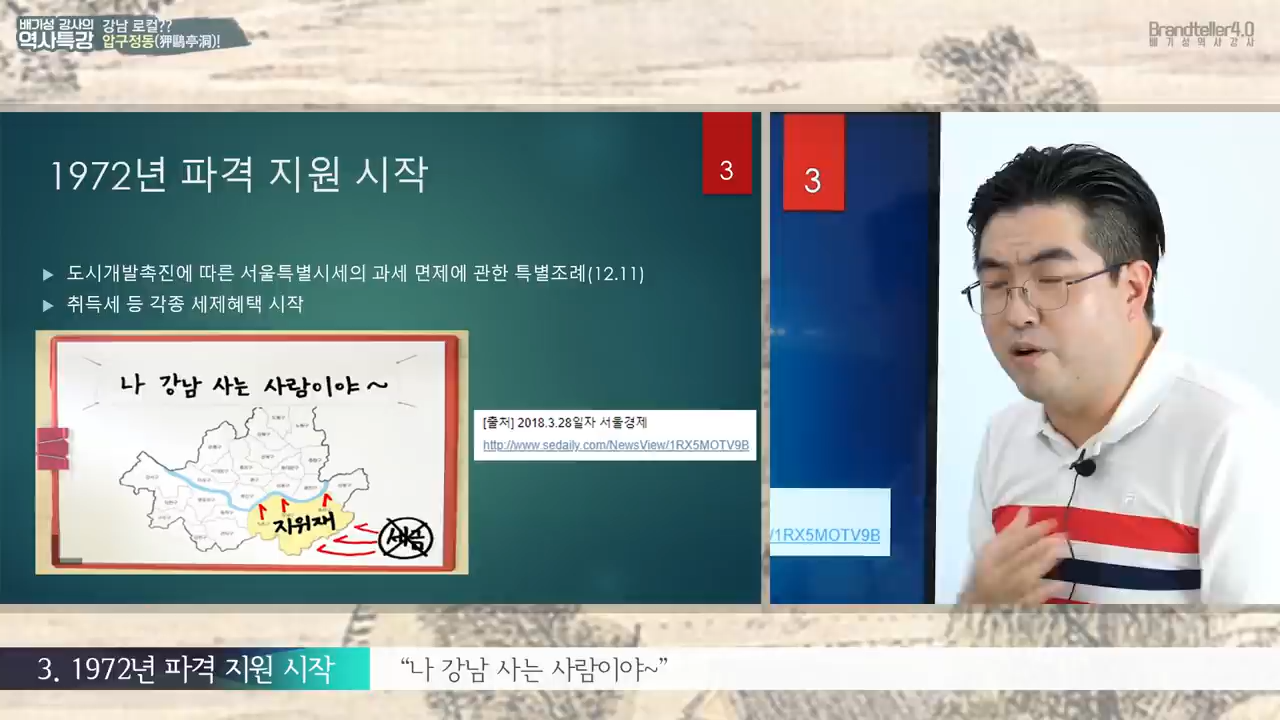 배기성 강사의
역사특강
강남 로컬??
압구정동(狎鷗亭洞)!
Brandteller4.0
배기성역사강사
1972년 파격 지원 시작
3
도시개발촉진에 따른 서울특별시세의 과세 면제에 관한 특별조례(12.11)
취득세 등 각종 세제혜택 시작
나 강남 사는 사람이야~
지위재
세금
[출처] 2018.3.28일자 서울경제
http://www.sedaily.com/NewsView/1RX5MOTV9B
3
/1RX5MOTV9B
3. 1972년 파격 지원 시작
“나 강남 사는 사람이야~”